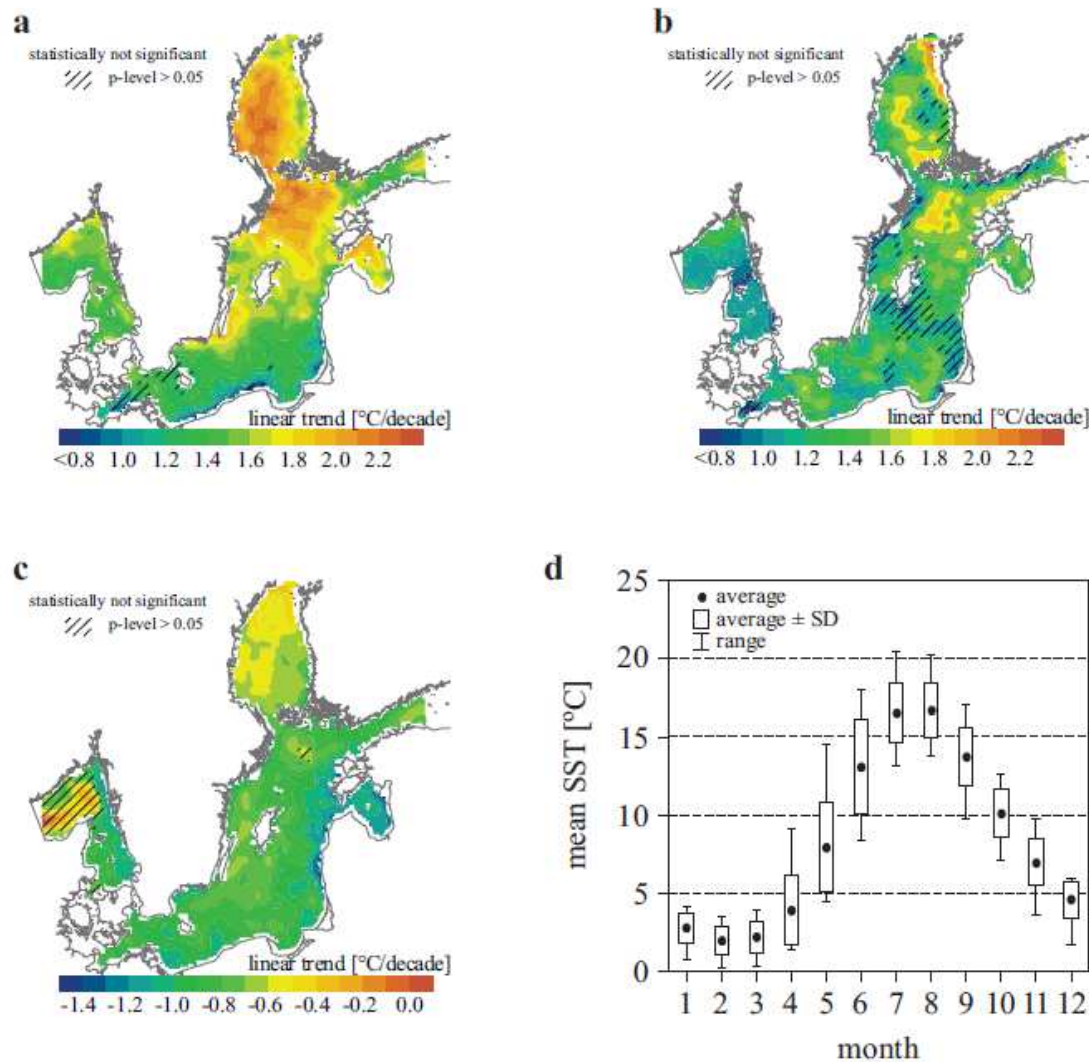 a
statistically not significant
p-level > 0.05
linear trend [°C/decade]
<0.8 1.0 1.2 1.4 1.6 1.8 2.0 2.2
b
statistically not significant
p-level > 0.05
linear trend [°C/decade]
<0.8 1.0 1.2 1.4 1.6 1.8 2.0 2.2
c
statistically not significant
p-level > 0.05
linear trend [°C/decade]
-1.4 -1.2 -1.0 -0.8 -0.6 -0.4 -0.2 0.0
d
average
average ± SD
range
mean SST [°C]
25
20
15
10
5
0
1 2 3 4 5 6 7 8 9 10 11 12
month